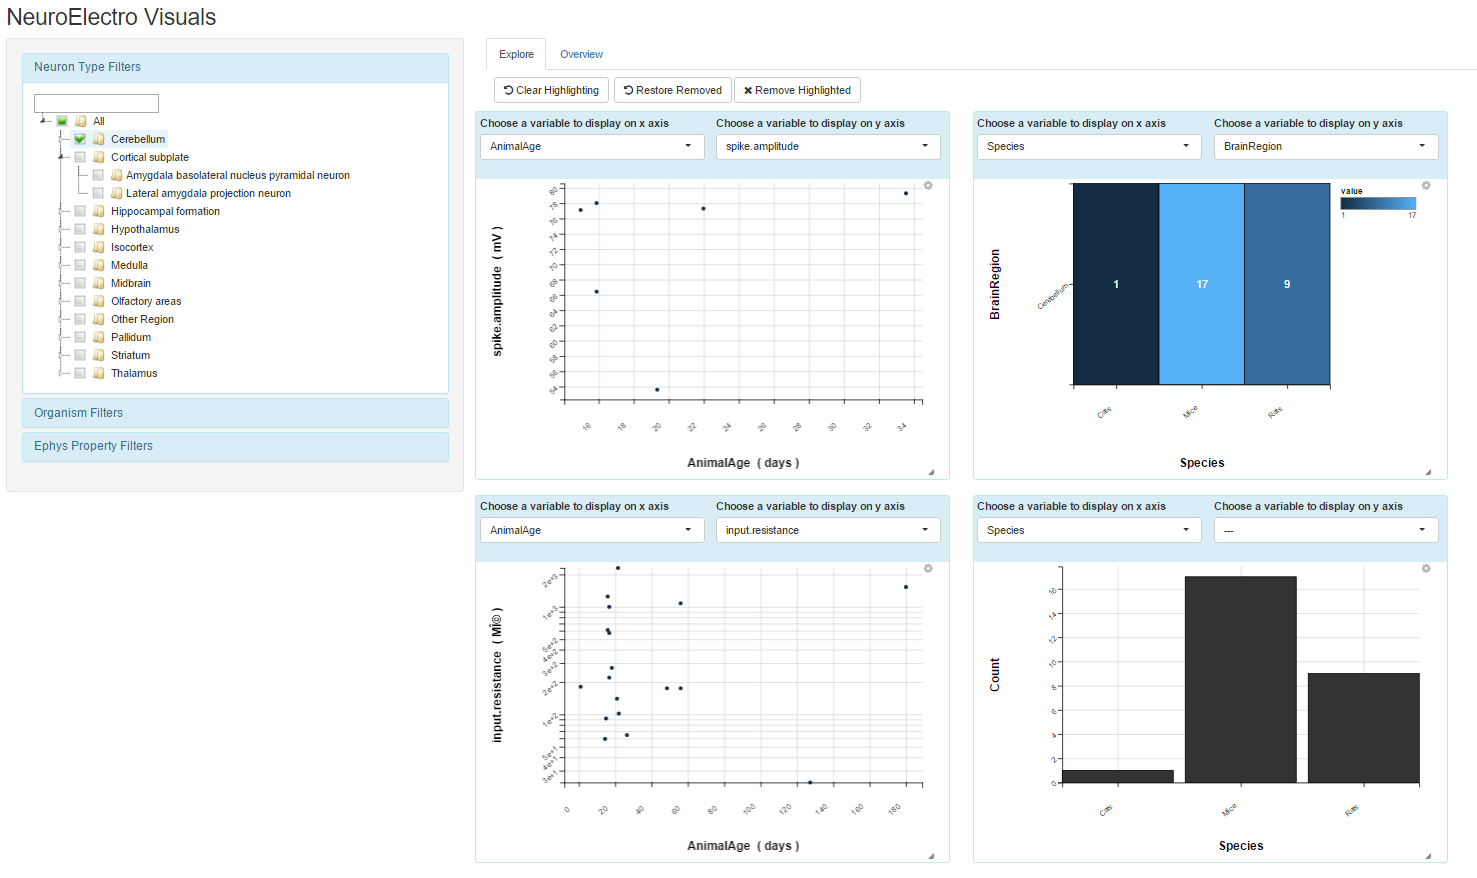 NeuroElectro Visuals
Neuron Type Filters
All
Cerebellum
Cortical subplate
Amygdala basolateral nucleus pyramidal neuron
Lateral amygdala projection neuron
Hippocampal formation
Hypothalamus
Isocortex
Medulla
Midbrain
Olfactory areas
Other Region
Pallidum
Striatum
Thalamus
Organism Filters
Ephys Property Filters
Explore Overview
Clear Highlighting Restore Removed Remove Highlighted
Choose a variable to display on x axis Choose a variable to display on y axis
AnimalAge spike.amplitude
80
78
76
74
72
70
68
66
64
62
60
58
56
54
spike.amplitude ( mV )
16 18 20 22 24 26 28 30 32 34
AnimalAge ( days )
Choose a variable to display on x axis Choose a variable to display on y axis
Species BrainRegion
value
1 17
BrainRegion
Cerebellum
1 17 9
Cats Mice Rats
Species
Choose a variable to display on x axis Choose a variable to display on y axis
AnimalAge input.resistance
2e+3
1e+3
5e+2
4e+2
3e+2
2e+2
1e+2
5e+1
4e+1
3e+1
input.resistance ( MÎ© )
0 20 40 60 80 100 120 140 160 180
AnimalAge ( days )
Choose a variable to display on x axis Choose a variable to display on y axis
Species ---
16
14
12
10
8
6
4
2
0
Count
Cats Mice Rats
Species